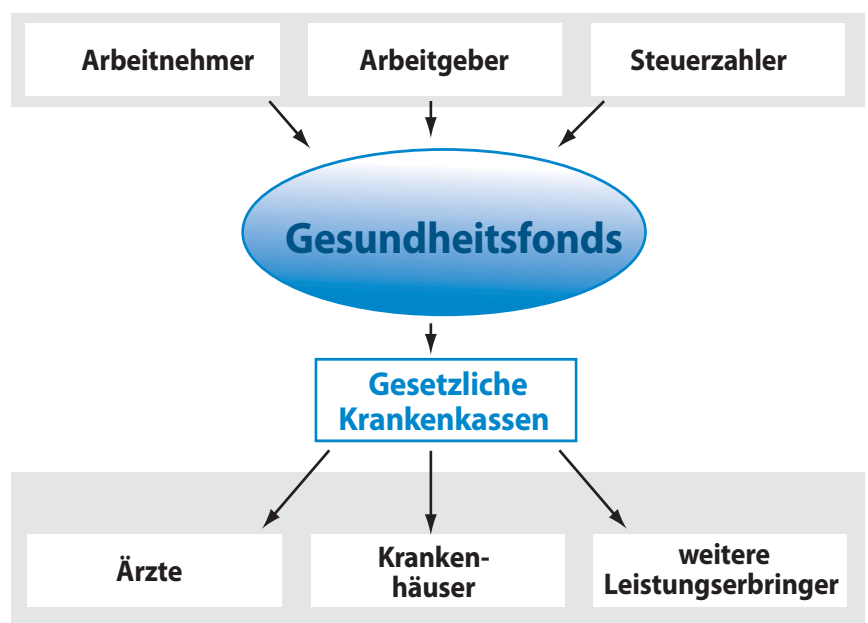 Arbeitnehmer
Arbeitgeber
Steuerzahler
Gesundheitsfonds
Gesetzliche
Krankenkassen
Ärzte
Kranken-
häuser
weitere
Leistungserbringer